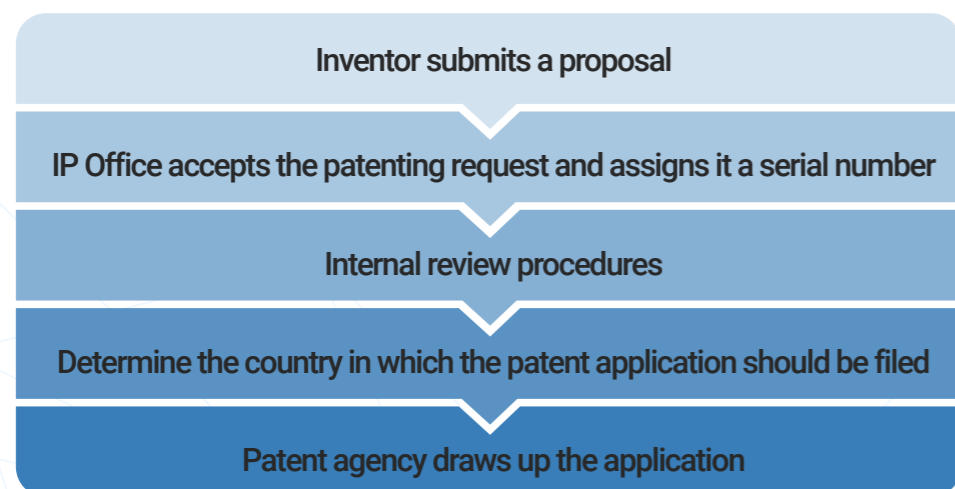 Inventor submits a proposal
IP Office accepts the patenting request and assigns it a serial number
Internal review procedures
Determine the country in which the patent application should be filed
Patent agency draws up the application